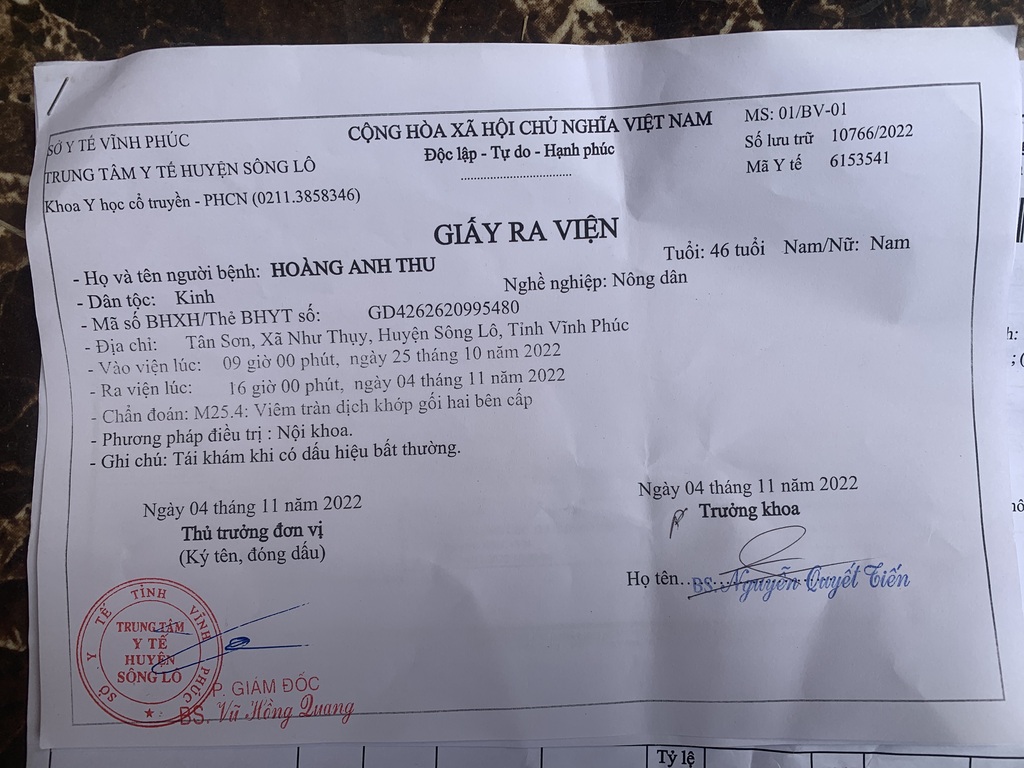 SỞ Y TẾ VĨNH PHÚC
TRUNG TÂM Y TẾ HUYỆN SÔNG LÔ
Khoa Y học cổ truyền - PHCN (0211.3858346)
CỘNG HÒA XÃ HỘI CHỦ NGHĨA VIỆT NAM
Độc lập - Tự do - Hạnh phúc
MS: 01/BV-01
Số lưu trữ 10766/2022
Mã Y tế 6153541
GIẤY RA VIỆN
- Họ và tên người bệnh: HOÀNG ANH THU Tuổi: 46 tuổi Nam/Nữ: Nam
- Dân tộc: Kinh Nghề nghiệp: Nông dân
- Mã số BHXH/Thẻ BHYT số: GD4262620995480
- Địa chỉ: Tân Sơn, Xã Như Thụy, Huyện Sông Lô, Tỉnh Vĩnh Phúc
- Vào viện lúc: 09 giờ 00 phút, ngày 25 tháng 10 năm 2022
- Ra viện lúc: 16 giờ 00 phút, ngày 04 tháng 11 năm 2022
- Chẩn đoán: M25.4: Viêm tràn dịch khớp gối hai bên cấp
- Phương pháp điều trị : Nội khoa.
- Ghi chú: Tái khám khi có dấu hiệu bất thường.
Ngày 04 tháng 11 năm 2022
Thủ trưởng đơn vị
(Ký tên, đóng dấu)
SỞ Y TẾ TỈNH VĨNH PHÚC
TRUNG TÂM
Y TẾ
HUYỆN
SÔNG LÔ
P. GIÁM ĐỐC
BS. Vũ Hồng Quang
Ngày 04 tháng 11 năm 2022
Trưởng khoa
Họ tên...BS. Nguyễn Quyết Tiến
Tỷ lệ